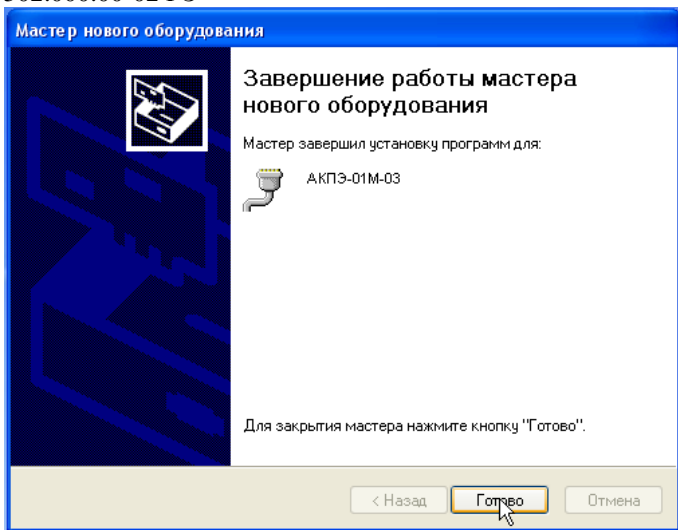 Мастер нового оборудования
Завершение работы мастера
нового оборудования
Мастер завершил установку программ для:
АКПЭ-01М-03
Для закрытия мастера нажмите кнопку "Готово".
< Назад
Готово
Отмена